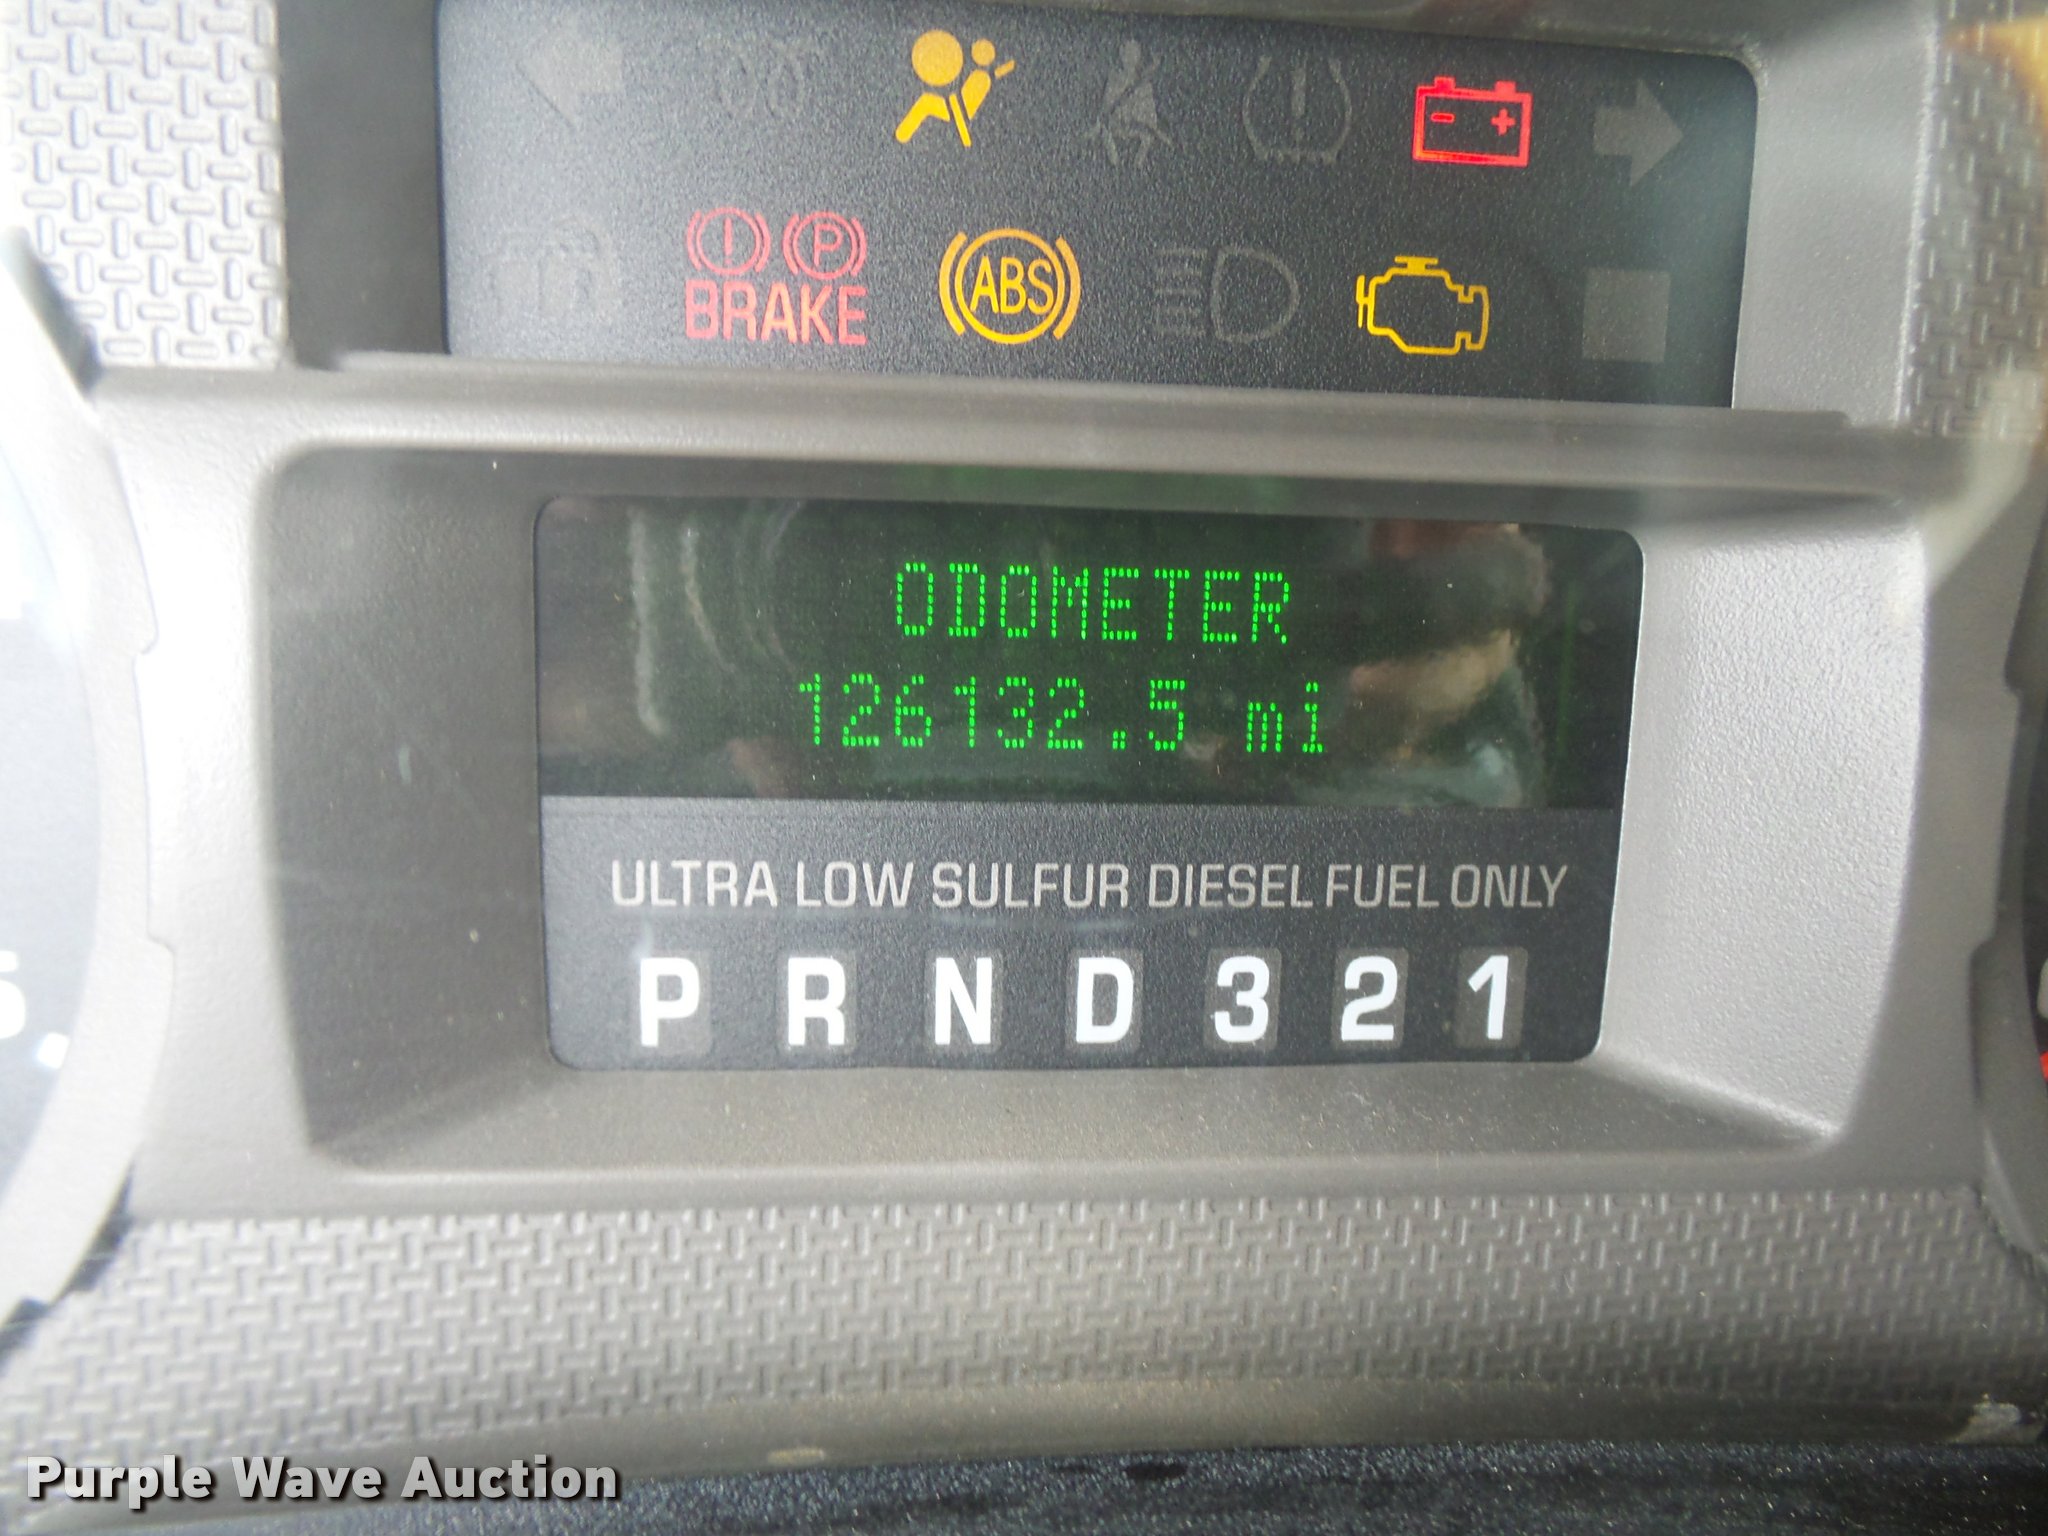 BRAKE
ABS
ODOMETER
126132.5 mi
ULTRA LOW SULFUR DIESEL FUEL ONLY
P R N D 3 2 1
Purple Wave Auction